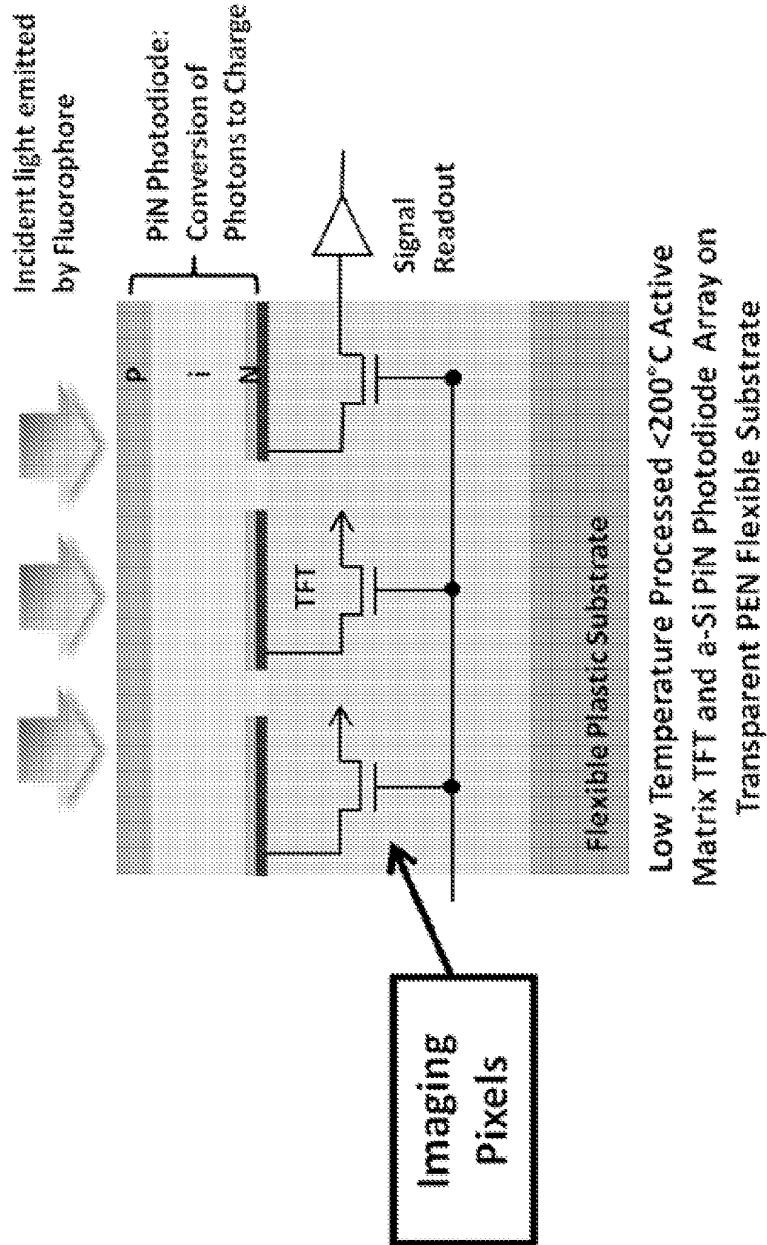 Incident light emitted
by Fluorophore
PiN Photodiode:
Conversion of
Photons to Charge
P
i
N
TFT
Signal
Readout
Imaging
Pixels
Flexible Plastic Substrate
Low Temperature Processed <200°C Active
Matrix TFT and a-Si PiN Photodiode Array on
Transparent PEN Flexible Substrate